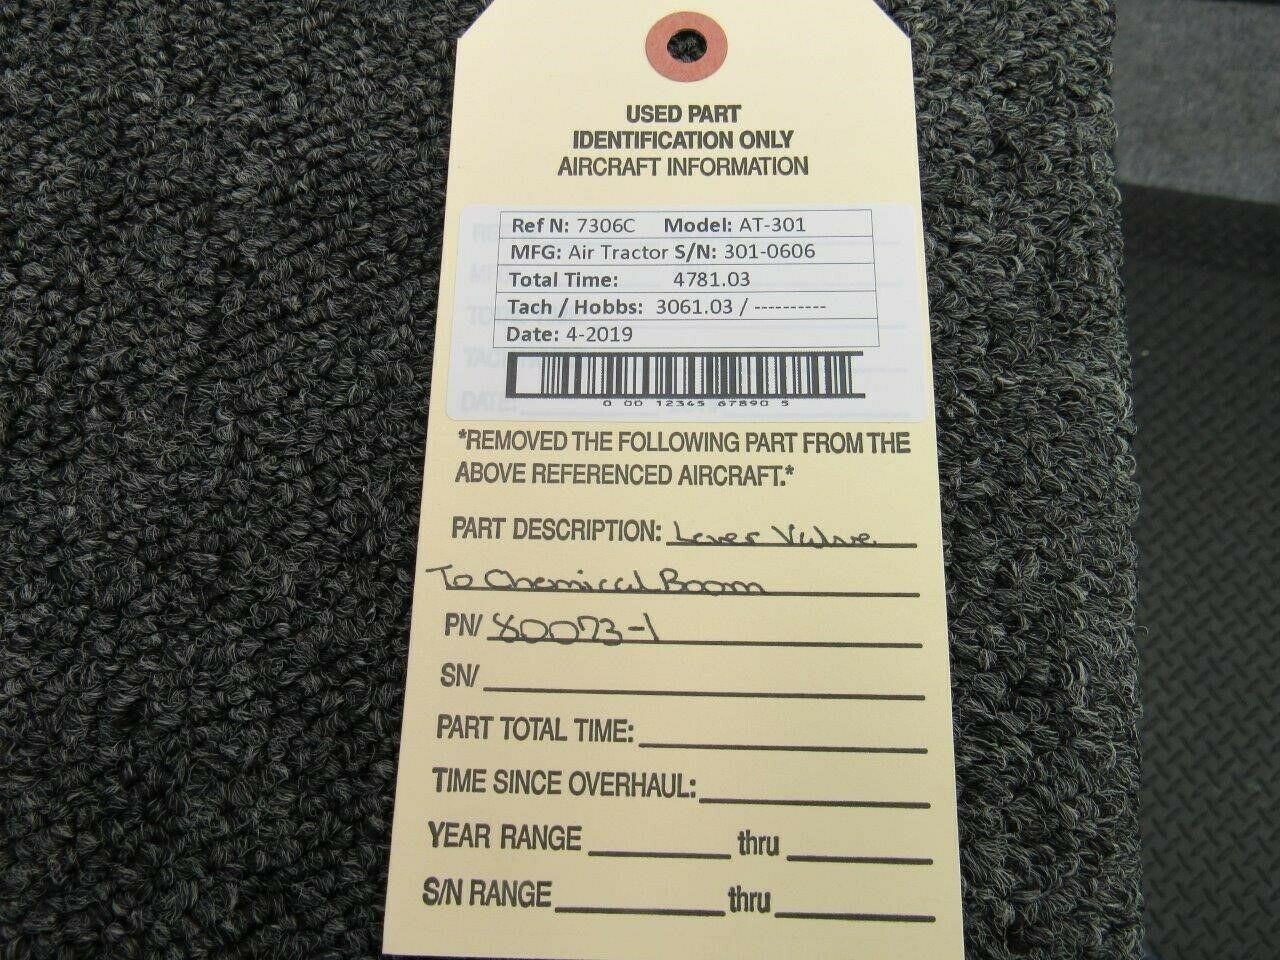 USED PART
IDENTIFICATION ONLY
AIRCRAFT INFORMATION
Ref N: 7306C Model: AT-301
MFG: Air Tractor S/N: 301-0606
Total Time: 4781.03
Tach / Hobbs: 3061.03 / ----------
Date: 4-2019
0 00 12345 67890 5
*REMOVED THE FOLLOWING PART FROM THE
ABOVE REFERENCED AIRCRAFT.*
PART DESCRIPTION: Lever Valve
To Chemical Boom
PN/ 80073-1
SN/
PART TOTAL TIME:
TIME SINCE OVERHAUL:
YEAR RANGE thru
S/N RANGE thru